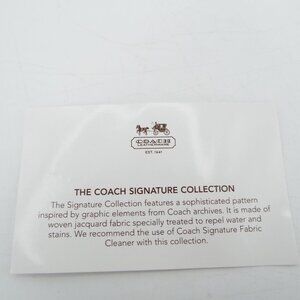 COACH
LEATHERWARE
EST. 1941
THE COACH SIGNATURE COLLECTION
The Signature Collection features a sophisticated pattern
inspired by graphic elements from Coach archives. It is made of
woven jacquard fabric specially treated to repel water and
stains. We recommend the use of Coach Signature Fabric
Cleaner with this collection.